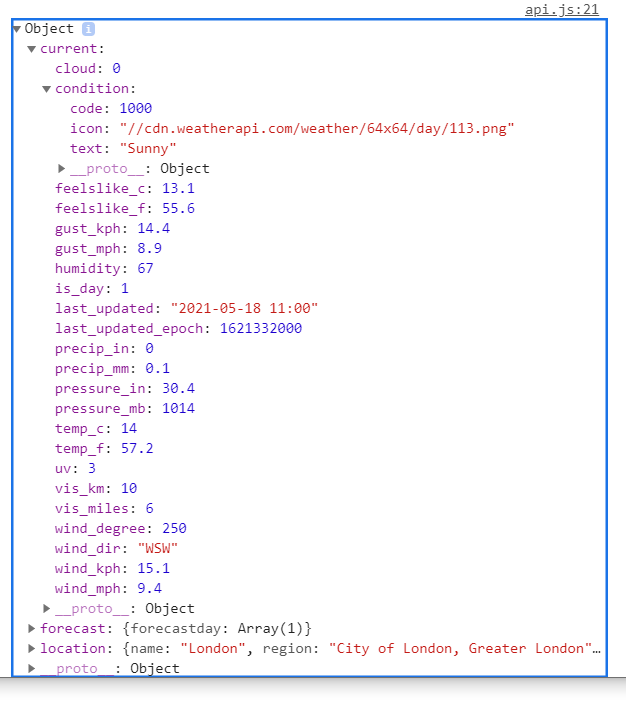 api.js:21
Object i
current:
cloud: 0
condition:
code: 1000
icon: "//cdn.weatherapi.com/weather/64x64/day/113.png"
text: "Sunny"
__proto__: Object
feelslike_c: 13.1
feelslike_f: 55.6
gust_kph: 14.4
gust_mph: 8.9
humidity: 67
is_day: 1
last_updated: "2021-05-18 11:00"
last_updated_epoch: 1621332000
precip_in: 0
precip_mm: 0.1
pressure_in: 30.4
pressure_mb: 1014
temp_c: 14
temp_f: 57.2
uv: 3
vis_km: 10
vis_miles: 6
wind_degree: 250
wind_dir: "WSW"
wind_kph: 15.1
wind_mph: 9.4
__proto__: Object
forecast: {forecastday: Array(1)}
location: {name: "London", region: "City of London, Greater London"…
__proto__: Object